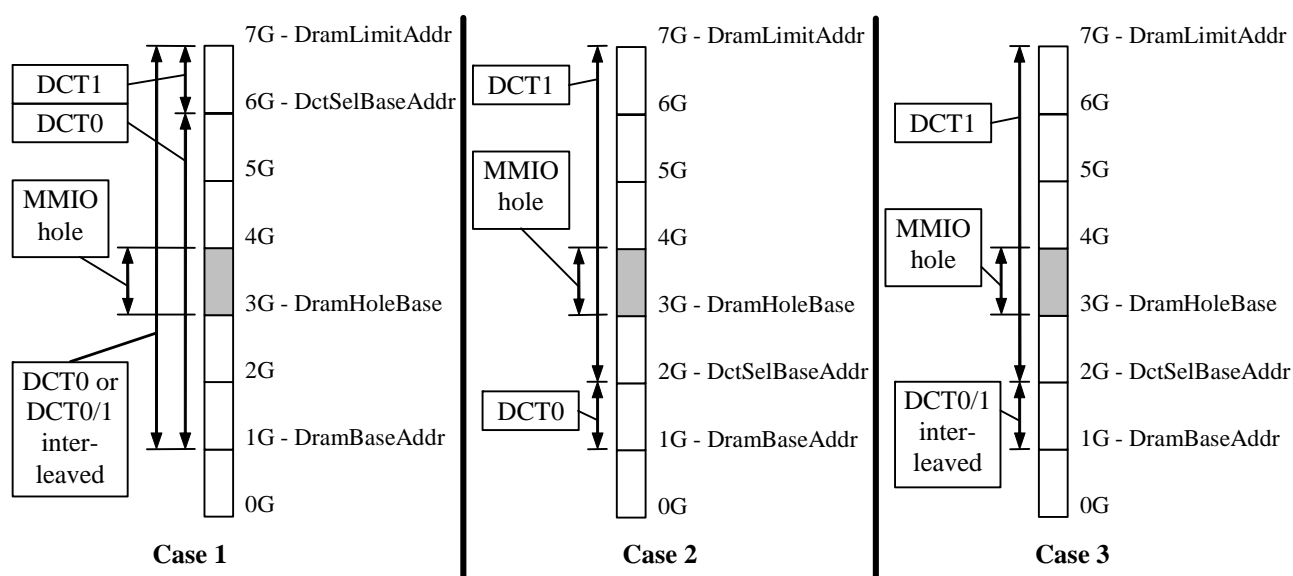 7G - DramLimitAddr
DCT1
6G - DctSelBaseAddr
DCT0
5G
MMIO
hole
4G
3G - DramHoleBase
2G
DCT0 or
DCT0/1
inter-
leaved
1G - DramBaseAddr
0G
Case 1
7G - DramLimitAddr
DCT1
6G
5G
MMIO
hole
4G
3G - DramHoleBase
2G - DctSelBaseAddr
DCT0
1G - DramBaseAddr
0G
Case 2
7G - DramLimitAddr
6G
DCT1
5G
4G
MMIO
hole
3G - DramHoleBase
2G - DctSelBaseAddr
DCT0/1
inter-
leaved
1G - DramBaseAddr
0G
Case 3